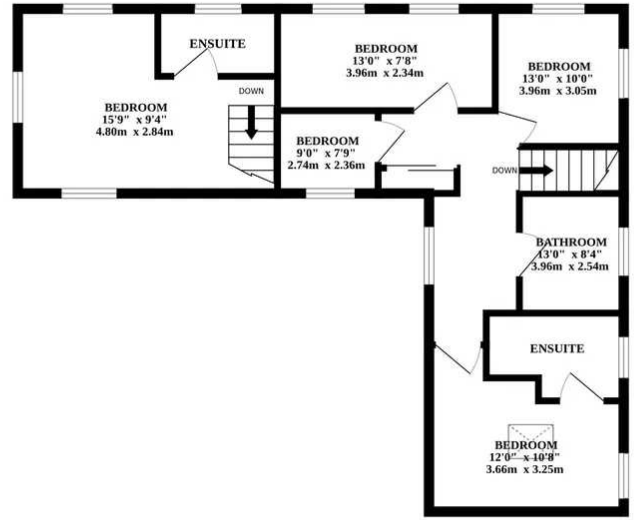 ENSUITE
BEDROOM
13'0" x 7'8"
3.96m x 2.34m
BEDROOM
13'0" x 10'0"
3.96m x 3.05m
DOWN
BEDROOM
15'9" x 9'4"
4.80m x 2.84m
BEDROOM
9'0" x 7'9"
2.74m x 2.36m
DOWN
BATHROOM
13'0" x 8'4"
3.96m x 2.54m
ENSUITE
BEDROOM
12'0" x 10'8"
3.66m x 3.25m